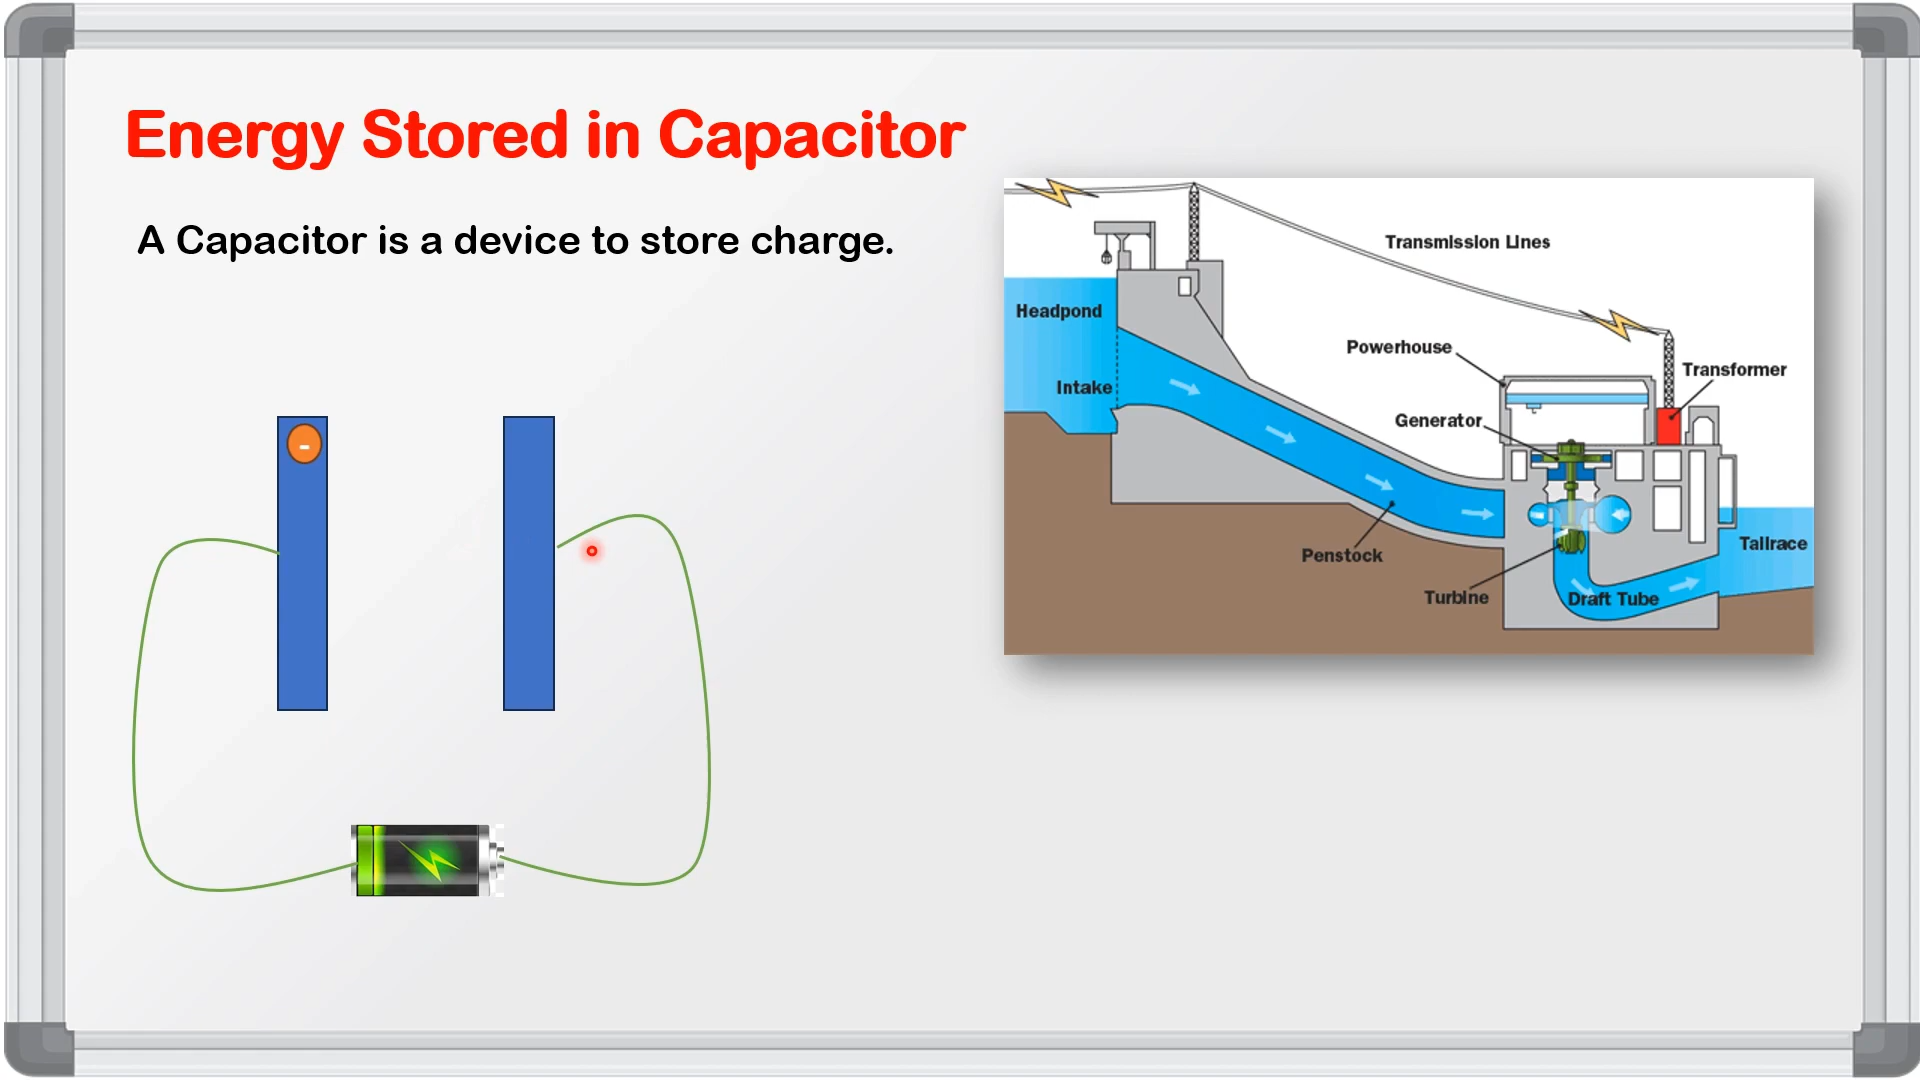 Energy Stored in Capacitor
A Capacitor is a device to store charge.
-
Transmission Lines
Headpond
Powerhouse
Transformer
Intake
Generator
Tailrace
Penstock
Turbine
Draft Tube